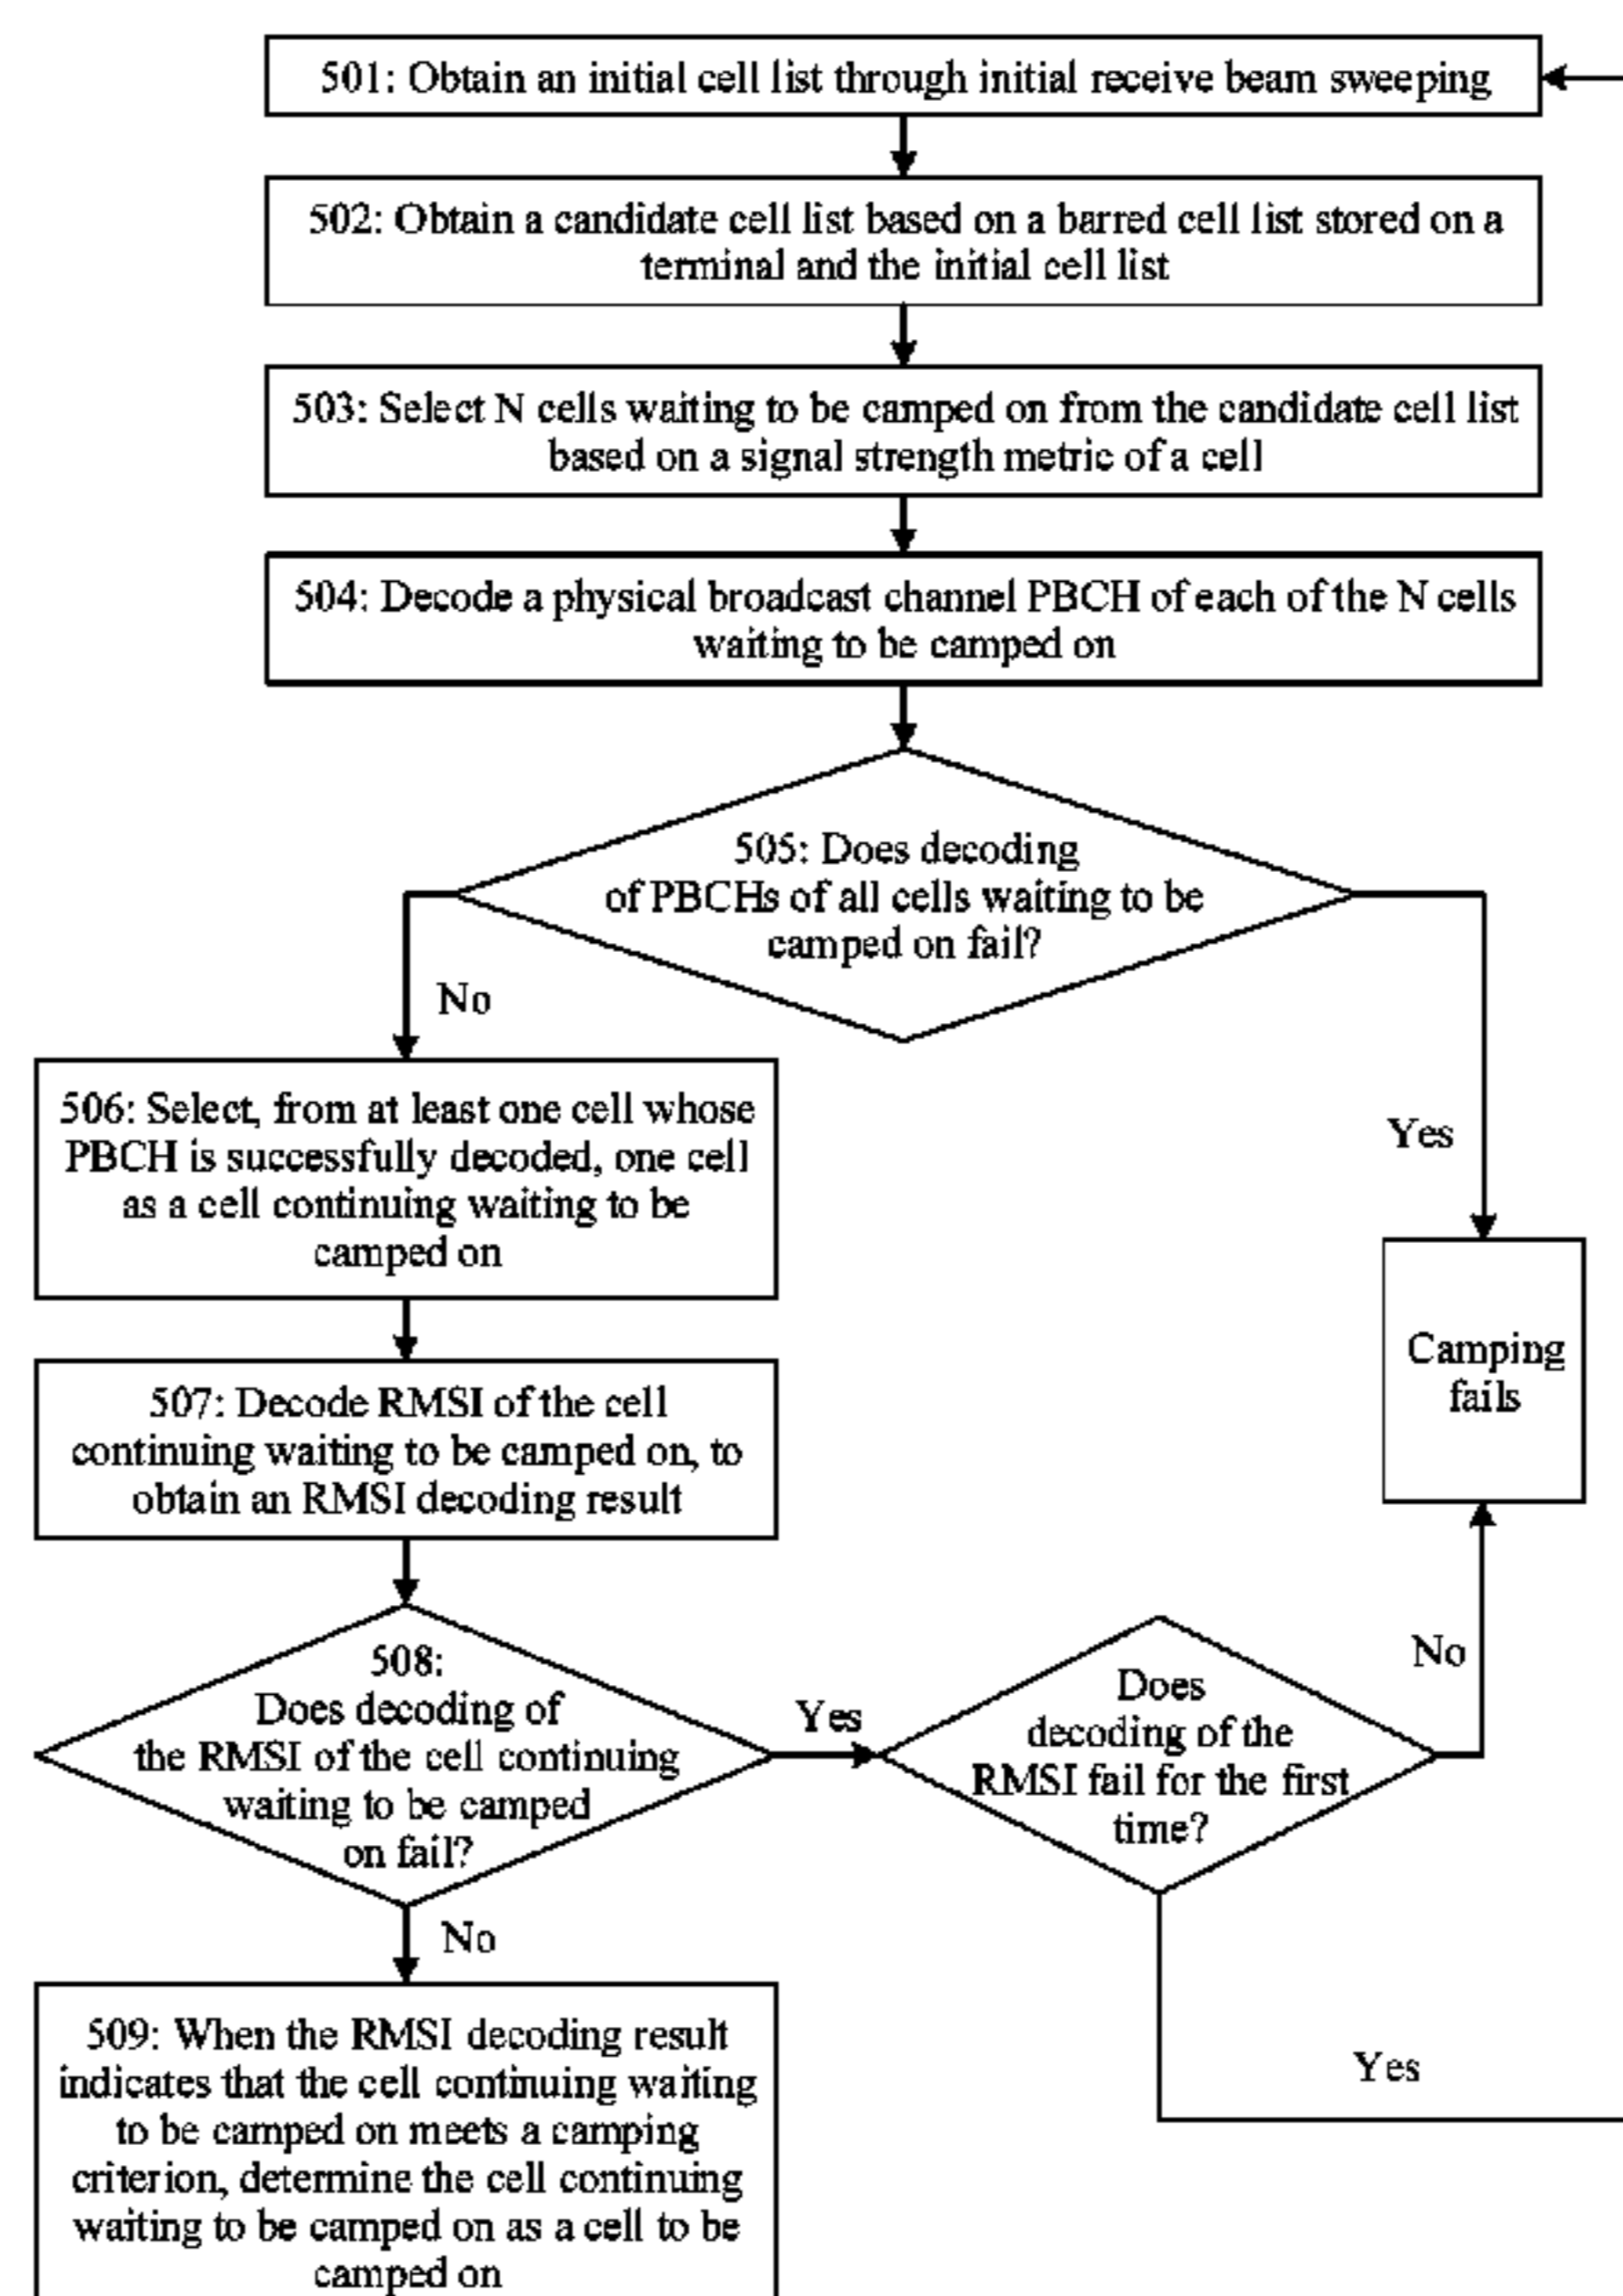 501: Obtain an initial cell list through initial receive beam sweeping
502: Obtain a candidate cell list based on a barred cell list stored on a
terminal and the initial cell list
503: Select N cells waiting to be camped on from the candidate cell list
based on a signal strength metric of a cell
504: Decode a physical broadcast channel PBCH of each of the N cells
waiting to be camped on
505: Does decoding
of PBCHs of all cells waiting to be
camped on fail?
No
Yes
506: Select, from at least one cell whose
PBCH is successfully decoded, one cell
as a cell continuing waiting to be
camped on
Camping
fails
507: Decode RMSI of the cell
continuing waiting to be camped on, to
obtain an RMSI decoding result
508:
Does decoding of
the RMSI of the cell continuing
waiting to be camped
on fail?
Yes
Does
decoding of the
RMSI fail for the first
time?
No
No
Yes
509: When the RMSI decoding result
indicates that the cell continuing waiting
to be camped on meets a camping
criterion, determine the cell continuing
waiting to be camped on as a cell to be
camped on